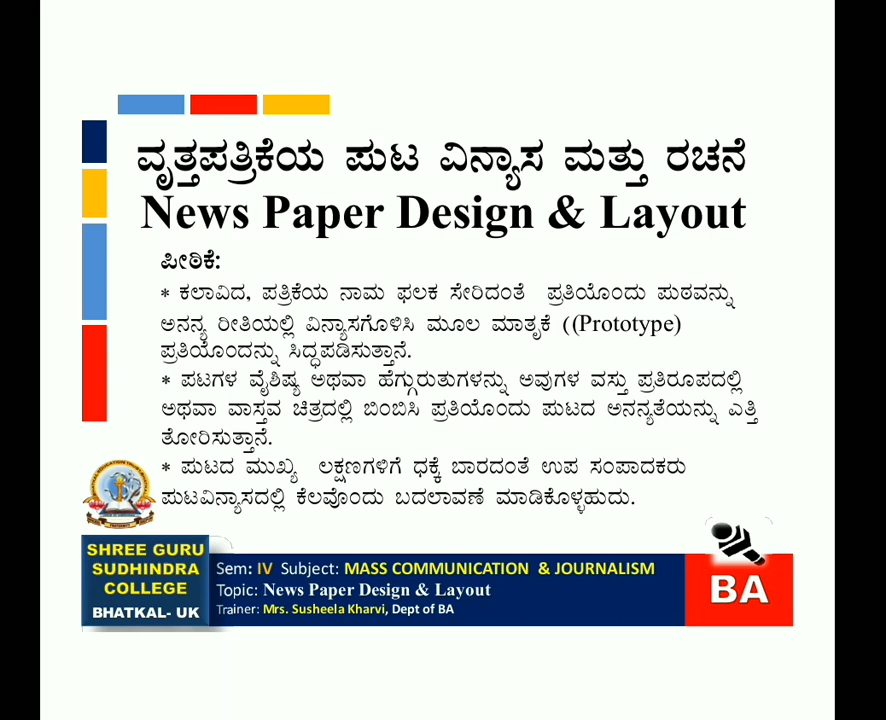 ವೃತ್ತಪತ್ರಿಕೆಯ ಪುಟ ವಿನ್ಯಾಸ ಮತ್ತು ರಚನೆ
News Paper Design & Layout
ಪೀಠಿಕೆ:
* ಕಲಾವಿದ, ಪತ್ರಿಕೆಯ ನಾಮ ಫಲಕ ಸೇರಿದಂತೆ ಪ್ರತಿಯೊಂದು ಪುಠವನ್ನು
ಅನನ್ಯ ರೀತಿಯಲ್ಲಿ ವಿನ್ಯಾಸಗೊಳಿಸಿ ಮೂಲ ಮಾತೃಕೆ ((Prototype)
ಪ್ರತಿಯೊಂದನ್ನು ಸಿದ್ಧಪಡಿಸುತ್ತಾನೆ.
* ಪಟಗಳ ವೈಶಿಷ್ಯ ಅಥವಾ ಹೆಗ್ಗುರುತುಗಳನ್ನು ಅವುಗಳ ವಸ್ತು ಪ್ರತಿರೂಪದಲ್ಲಿ
ಅಥವಾ ವಾಸ್ತವ ಚಿತ್ರದಲ್ಲಿ ಬಿಂಬಿಸಿ ಪ್ರತಿಯೊಂದು ಪುಟದ ಅನನ್ಯತೆಯನ್ನು ಎತ್ತಿ
ತೋರಿಸುತ್ತಾನೆ.
* ಪುಟದ ಮುಖ್ಯ ಲಕ್ಷಣಗಳಿಗೆ ಧಕ್ಕೆ ಬಾರದಂತೆ ಉಪ ಸಂಪಾದಕರು
ಪುಟವಿನ್ಯಾಸದಲ್ಲಿ ಕೆಲವೊಂದು ಬದಲಾವಣೆ ಮಾಡಿಕೊಳ್ಳಹುದು.
SHREE GURU
SUDHINDRA
COLLEGE
BHATKAL- UK
Sem: IV Subject: MASS COMMUNICATION & JOURNALISM
Topic: News Paper Design & Layout
Trainer: Mrs. Susheela Kharvi, Dept of BA
BA